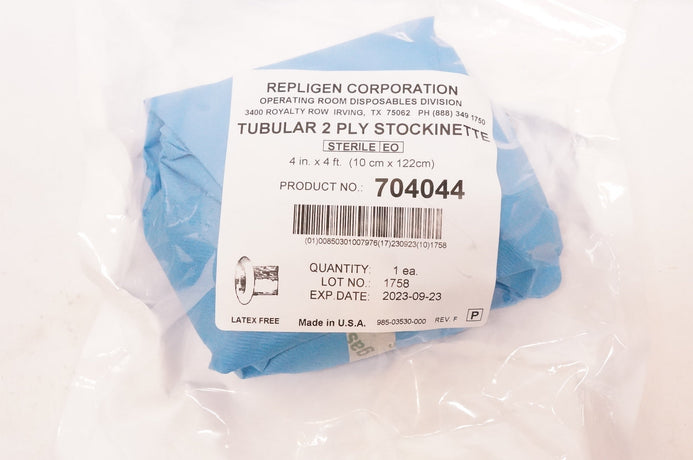 REPLIGEN CORPORATION
OPERATING ROOM DISPOSABLES DIVISION
3400 ROYALTY ROW IRVING, TX 75062 PH (888) 349 1750
TUBULAR 2 PLY STOCKINETTE
STERILE EO
4 in. x 4 ft. (10 cm x 122cm)
PRODUCT NO.: 704044
(01)00850301007976(17)230923(10)1758
QUANTITY: 1 ea.
LOT NO.: 1758
EXP.DATE: 2023-09-23
LATEX FREE Made in U.S.A. 985-03530-000 REV. F P
gas